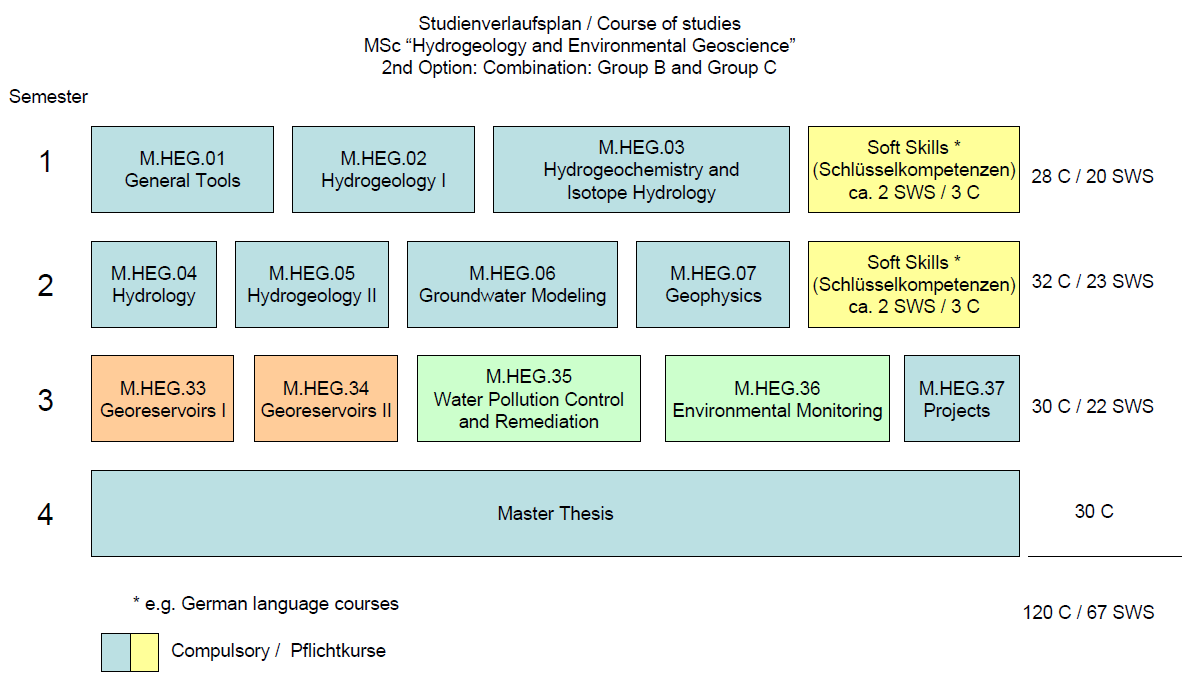 Studienverlaufsplan / Course of studies
MSc “Hydrogeology and Environmental Geoscience”
2nd Option: Combination: Group B and Group C
Semester
1
M.HEG.01
General Tools
M.HEG.02
Hydrogeology I
M.HEG.03
Hydrogeochemistry and
Isotope Hydrology
Soft Skills *
(Schlüsselkompetenzen)
ca. 2 SWS / 3 C
28 C / 20 SWS
2
M.HEG.04
Hydrology
M.HEG.05
Hydrogeology II
M.HEG.06
Groundwater Modeling
M.HEG.07
Geophysics
Soft Skills *
(Schlüsselkompetenzen)
ca. 2 SWS / 3 C
32 C / 23 SWS
3
M.HEG.33
Georeservoirs I
M.HEG.34
Georeservoirs II
M.HEG.35
Water Pollution Control
and Remediation
M.HEG.36
Environmental Monitoring
M.HEG.37
Projects
30 C / 22 SWS
4
Master Thesis
30 C
* e.g. German language courses
120 C / 67 SWS
Compulsory / Pflichtkurse